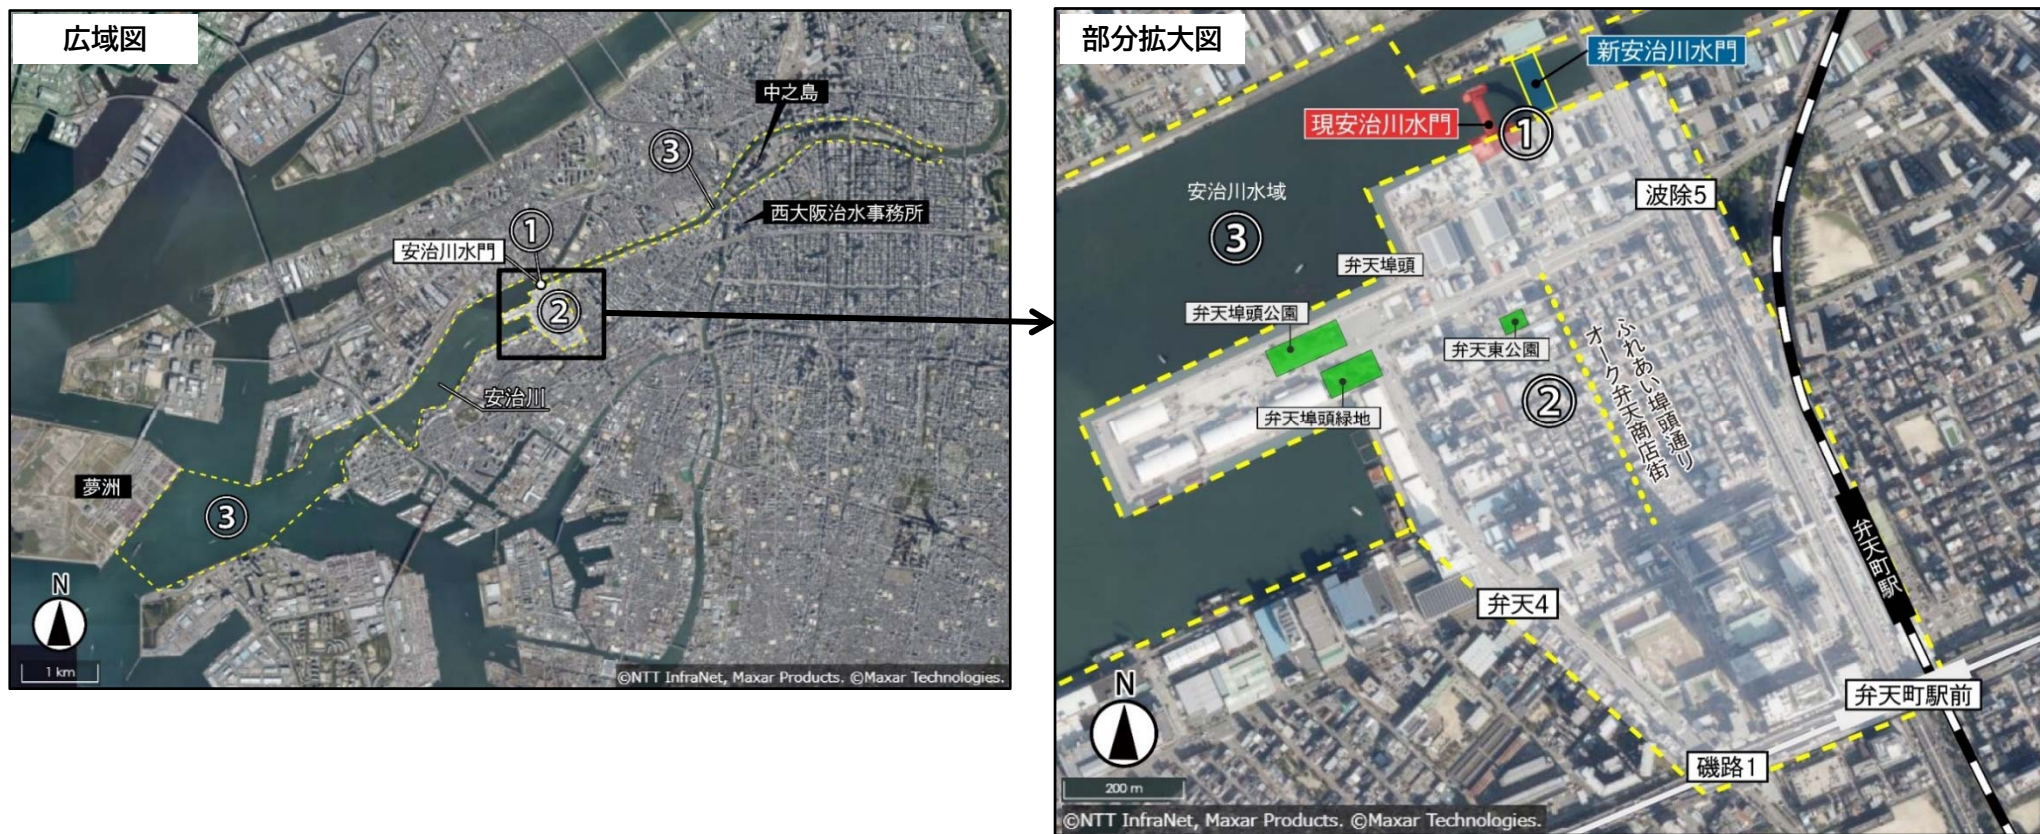 広域図
中之島
③
西大阪治水事務所
①
安治川水門
②
安治川
夢洲
③
N
1 km
©NTT InfraNet, Maxar Products. ©Maxar Technologies.
部分拡大図
新安治川水門
現安治川水門
①
波除5
安治川水域
③
弁天埠頭
弁天埠頭公園
弁天東公園
ふれあい埠頭通り
オーク弁天商店街
②
弁天埠頭緑地
弁天町駅
弁天4
弁天町駅前
磯路1
N
200 m
©NTT InfraNet, Maxar Products. ©Maxar Technologies.